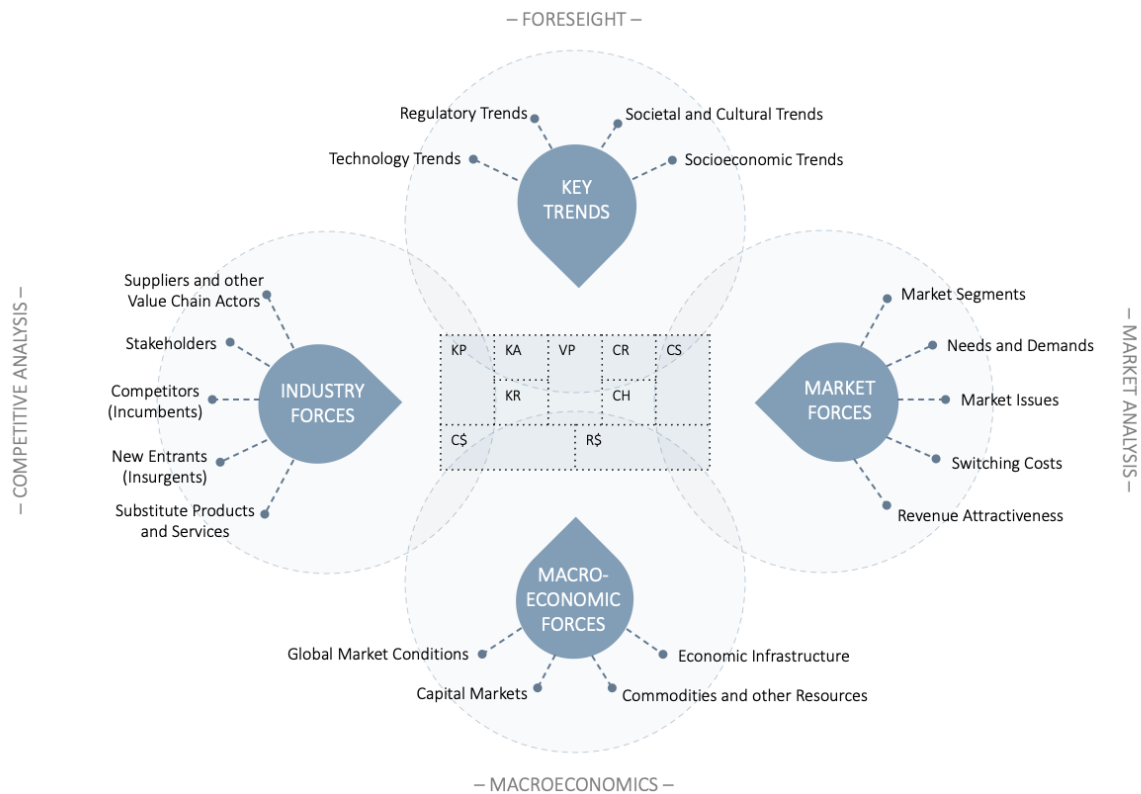 – FORESEIGHT –
Regulatory Trends
Societal and Cultural Trends
Technology Trends
Socioeconomic Trends
KEY
TRENDS
– COMPETITIVE ANALYSIS –
Suppliers and other
Value Chain Actors
Stakeholders
Competitors
(Incumbents)
New Entrants
(Insurgents)
Substitute Products
and Services
INDUSTRY
FORCES
KP
KA
VP
CR
CS
KR
CH
C$
R$
MARKET
FORCES
Market Segments
Needs and Demands
Market Issues
Switching Costs
Revenue Attractiveness
– MARKET ANALYSIS –
MACRO-
ECONOMIC
FORCES
Global Market Conditions
Capital Markets
Economic Infrastructure
Commodities and other Resources
– MACROECONOMICS –